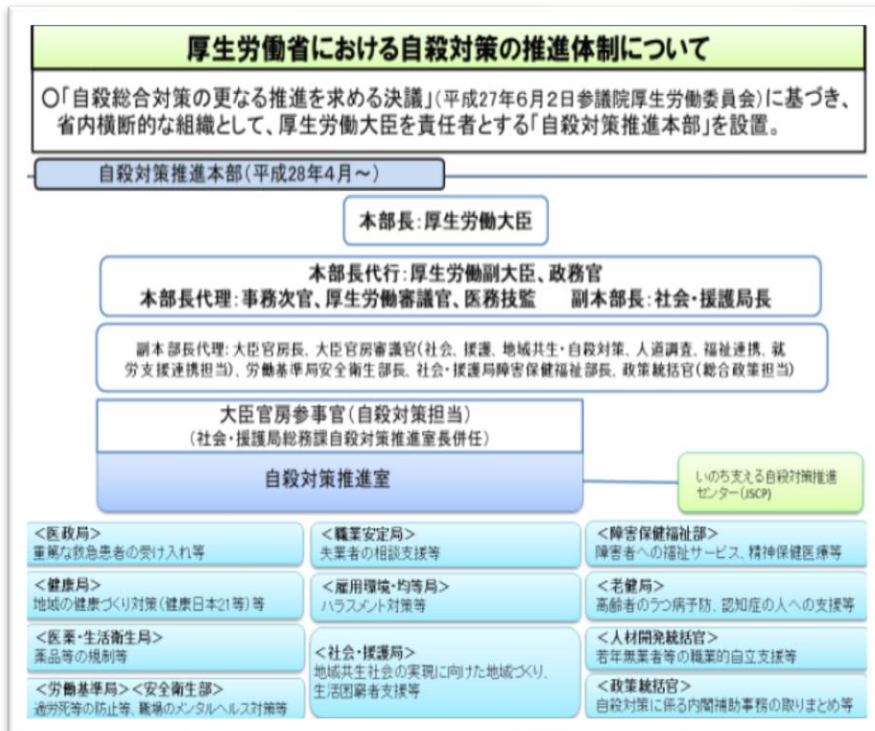 厚生労働省における自殺対策の推進体制について
〇「自殺総合対策の更なる推進を求める決議」(平成27年6月2日参議院厚生労働委員会)に基づき、
省内横断的な組織として、厚生労働大臣を責任者とする「自殺対策推進本部」を設置。
自殺対策推進本部(平成28年4月~)
本部長:厚生労働大臣
本部長代行:厚生労働副大臣、政務官
本部長代理:事務次官、厚生労働審議官、医務技監 副本部長:社会・援護局長
副本部長代理:大臣官房長、大臣官房審議官(社会、援護、地域共生・自殺対策、人道調査、福祉連携、就
労支援連携担当)、労働基準局安全衛生部長、社会・援護局障害保健福祉部長、政策統括官(総合政策担当)
大臣官房参事官(自殺対策担当)
(社会・援護局総務課自殺対策推進室長併任)
自殺対策推進室
いのち支える自殺対策推進
センター(JSCP)
<医政局>
重篤な救急患者の受け入れ等
<職業安定局>
失業者の相談支援等
<障害保健福祉部>
障害者への福祉サービス、精神保健医療等
<健康局>
地域の健康づくり対策(健康日本21等)等
<雇用環境・均等局>
ハラスメント対策等
<老健局>
高齢者のうつ病予防、認知症の人への支援等
<医薬・生活衛生局>
薬品等の規制等
<社会・援護局>
地域共生社会の実現に向けた地域づくり、
生活困窮者支援等
<人材開発統括官>
若年無業者等の職業的自立支援等
<労働基準局><安全衛生部>
過労死等の防止等、職場のメンタルヘルス対策等
<政策統括官>
自殺対策に係る内閣補助事務の取りまとめ等